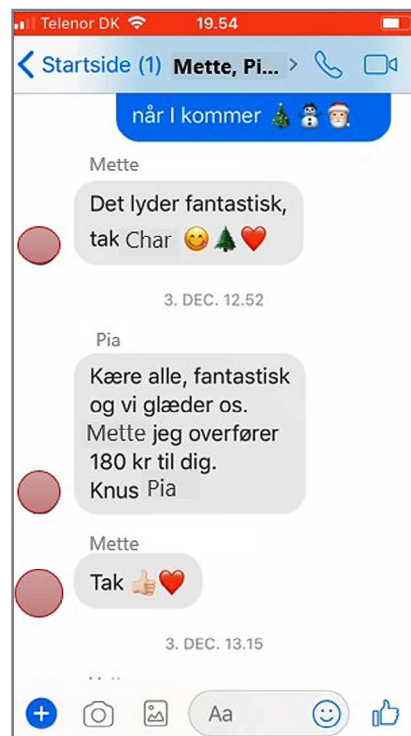 Telenor DK 19.54
Startside (1) Mette, Pi... >
når I kommer 🎄⛄🎅🏻
Mette
Det lyder fantastisk,
tak Char 😋🌲❤️
3. DEC. 12.52
Pia
Kære alle, fantastisk
og vi glæder os.
Mette jeg overfører
180 kr til dig.
Knus Pia
Mette
Tak 👍🏻❤️
3. DEC. 13.15
Aa